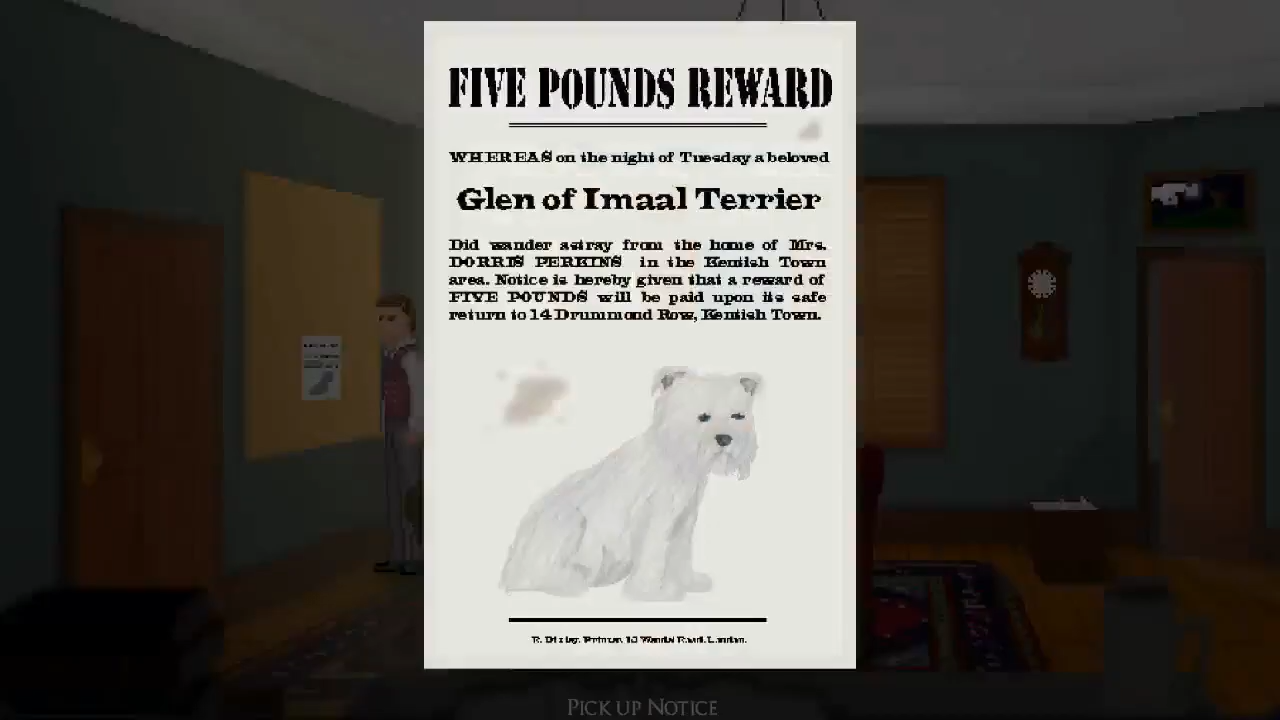 FIVE POUNDS REWARD
WHEREAS on the night of Tuesday a beloved
Glen of Imaal Terrier
Did wander astray from the home of Mrs.
DORRIS PERKINS in the Kentish Town
area. Notice is hereby given that a reward of
FIVE POUNDS will be paid upon its safe
return to 14 Drummond Row, Kentish Town.
Road, London.
PICK UP NOTICE